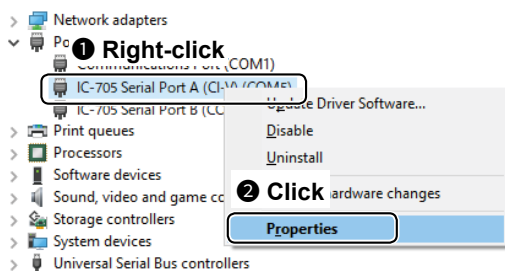 Network adapters
Po
❶ Right-click
Communications Port (COM1)
IC-705 Serial Port A (CI-V) (COM5)
IC-705 Serial Port B (CO
Update Driver Software...
Print queues
Disable
Processors
Uninstall
Software devices
Sound, video and game co
❷ Click
hardware changes
Storage controllers
Properties
System devices
Universal Serial Bus controllers